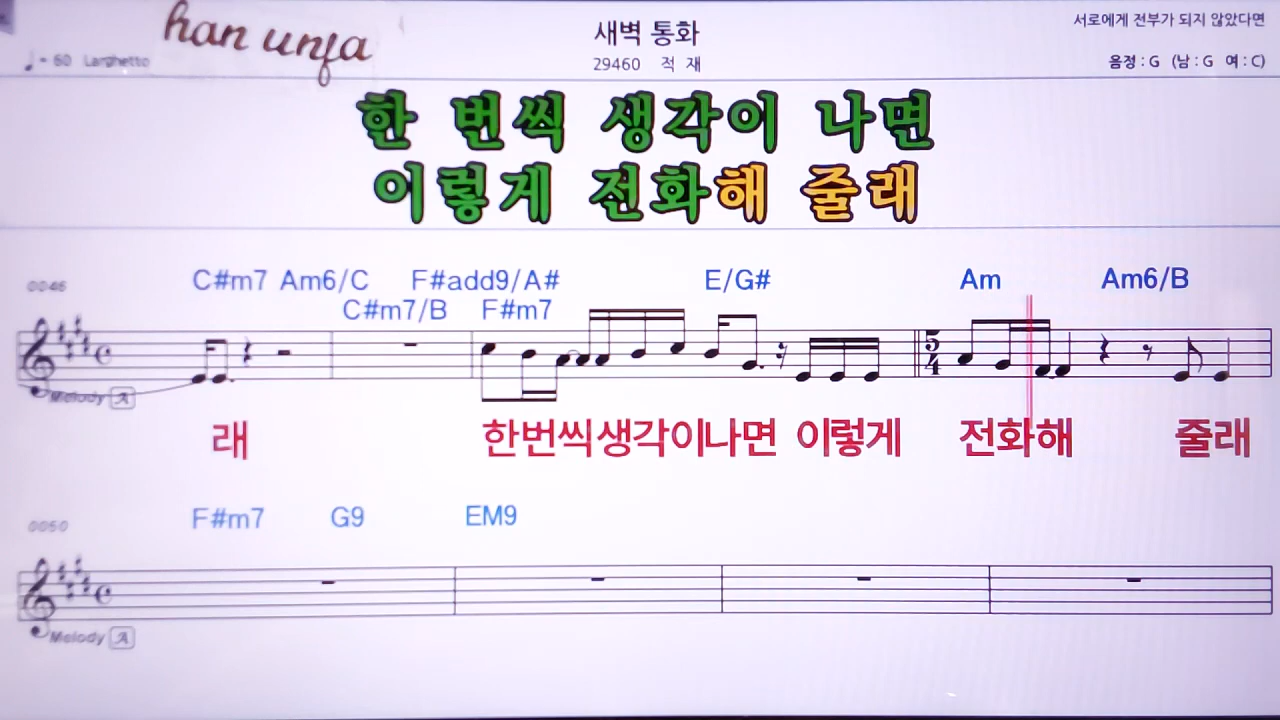 han unja
새벽 통화
서로에게 전부가 되지 않았다면
♩= 60 Larghetto
29460 적 재
음정 : G (남 : G 여 : C)
한 번씩 생각이 나면
이렇게 전화해 줄래
0046
C#m7 Am6/C F#add9/A# E/G# Am Am6/B
C#m7/B F#m7
5/4
Melody A
래 한번씩생각이나면 이렇게 전화해 줄래
0050
F#m7 G9 EM9
Melody A